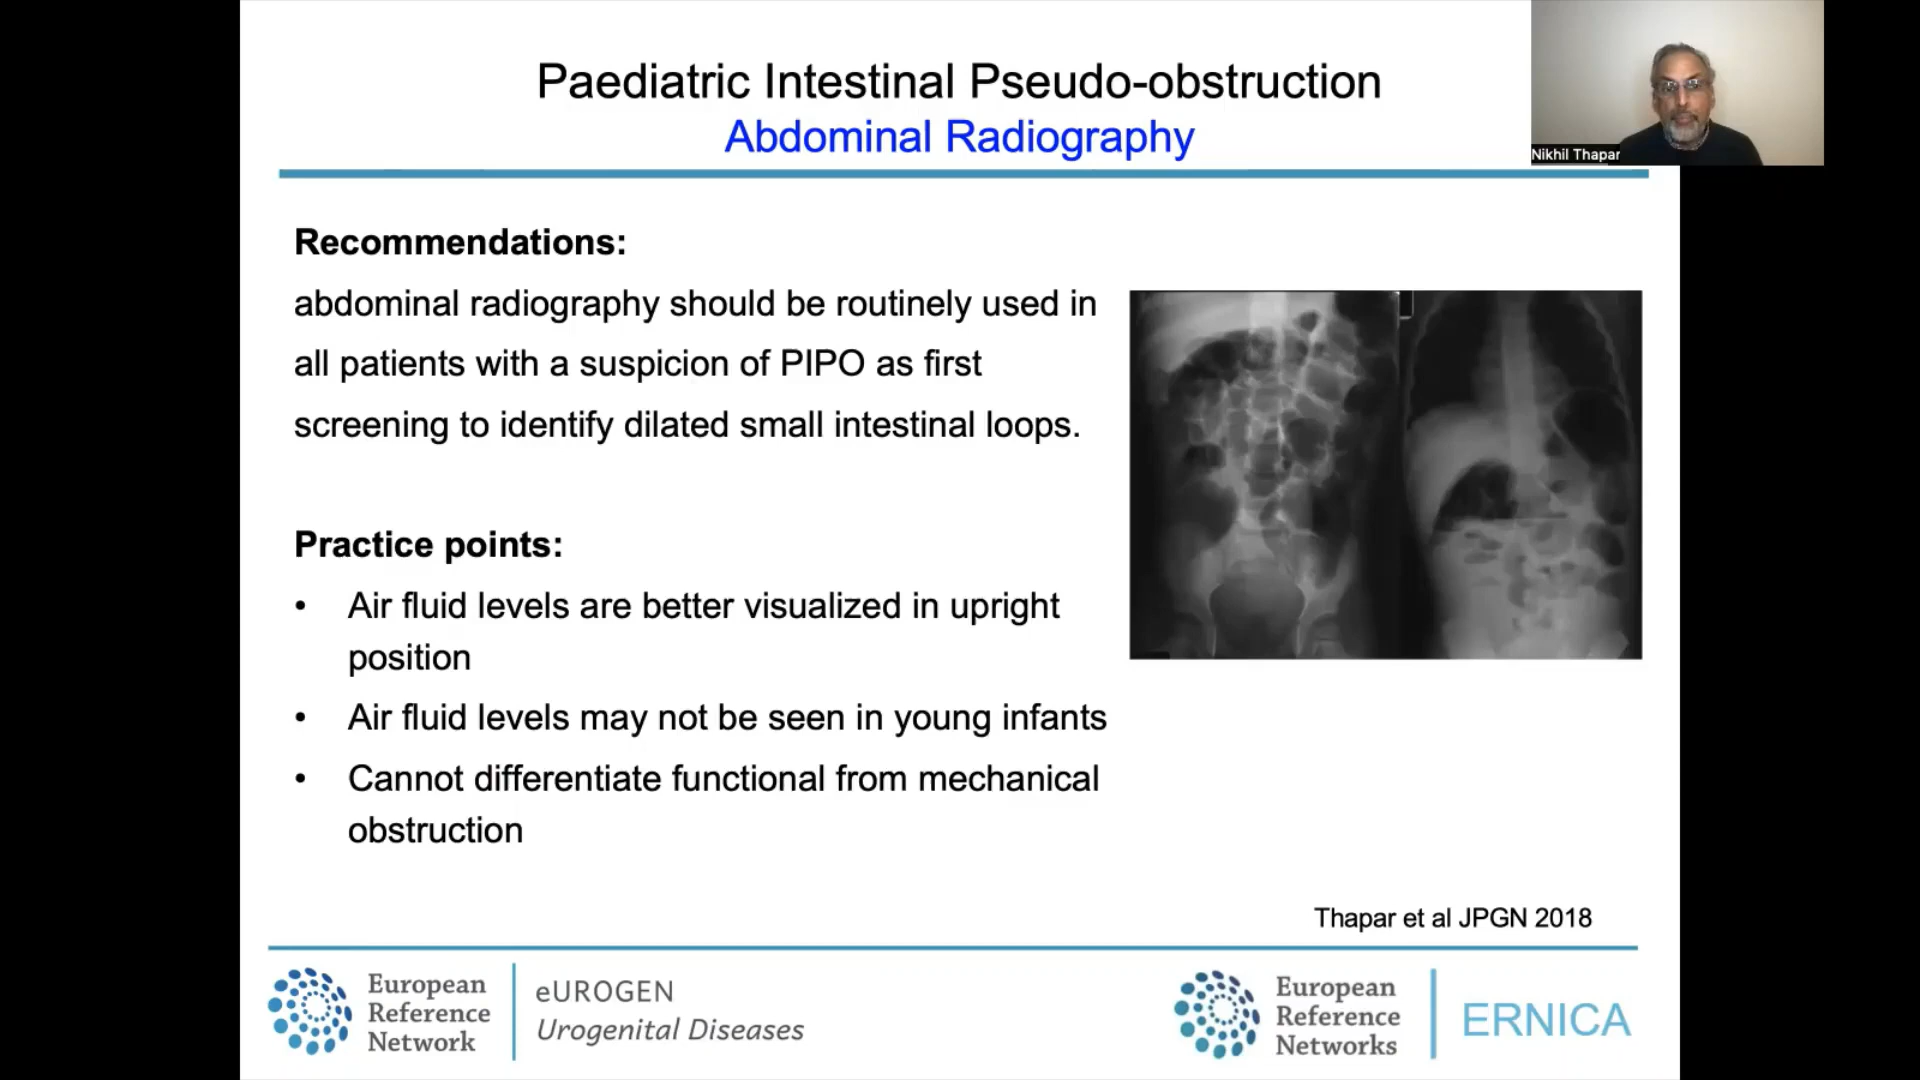 Paediatric Intestinal Pseudo-obstruction
Abdominal Radiography
Nikhil Thapar
Recommendations:
abdominal radiography should be routinely used in
all patients with a suspicion of PIPO as first
screening to identify dilated small intestinal loops.
Practice points:
• Air fluid levels are better visualized in upright
position
• Air fluid levels may not be seen in young infants
• Cannot differentiate functional from mechanical
obstruction
Thapar et al JPGN 2018
European
Reference
Network
eUROGEN
Urogenital Diseases
European
Reference
Networks
ERNICA